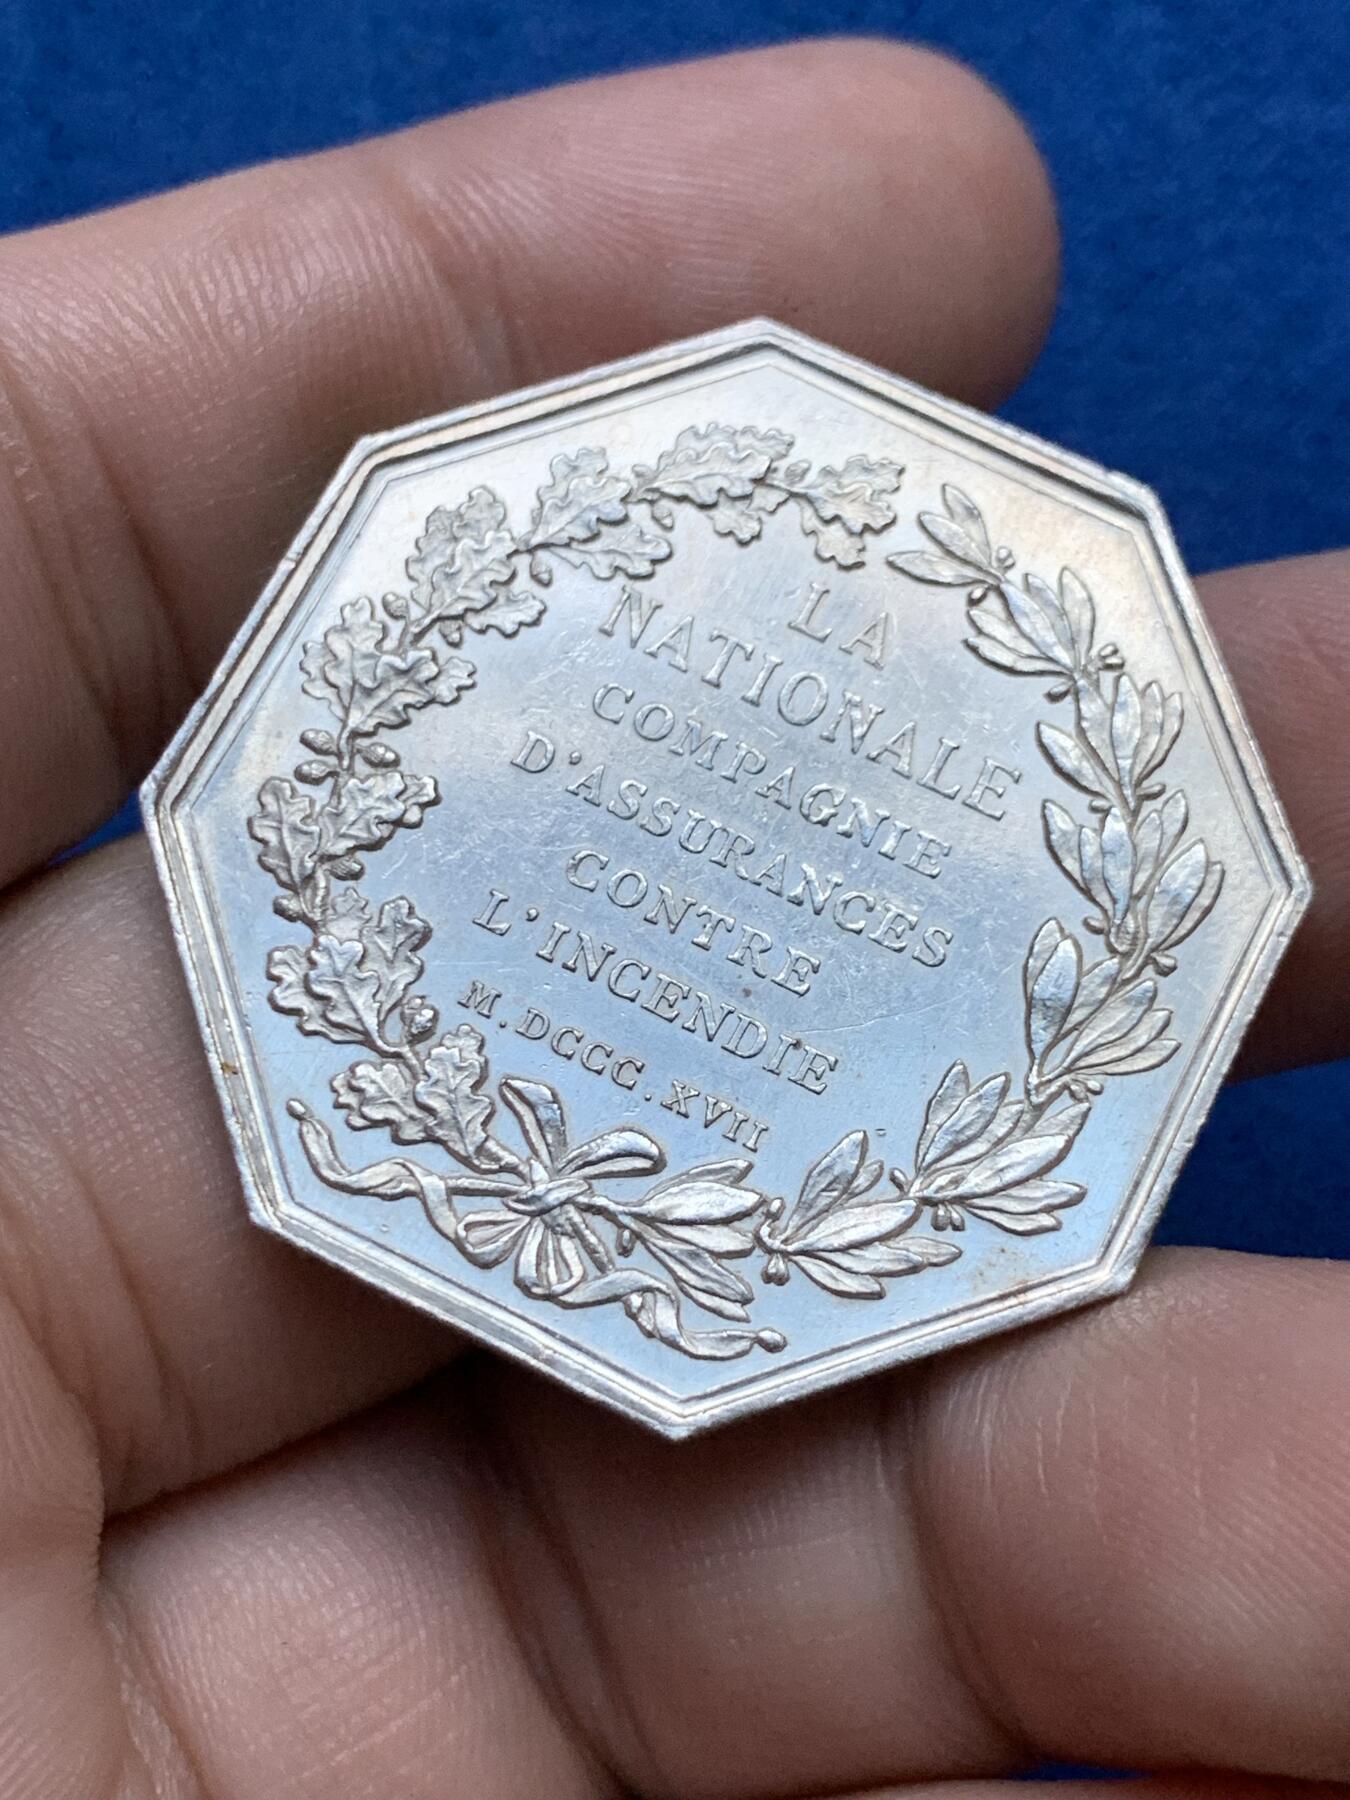 LA
NATIONALE
COMPAGNIE
D'ASSURANCES
CONTRE
L'INCENDIE
M.DCCC.XVII